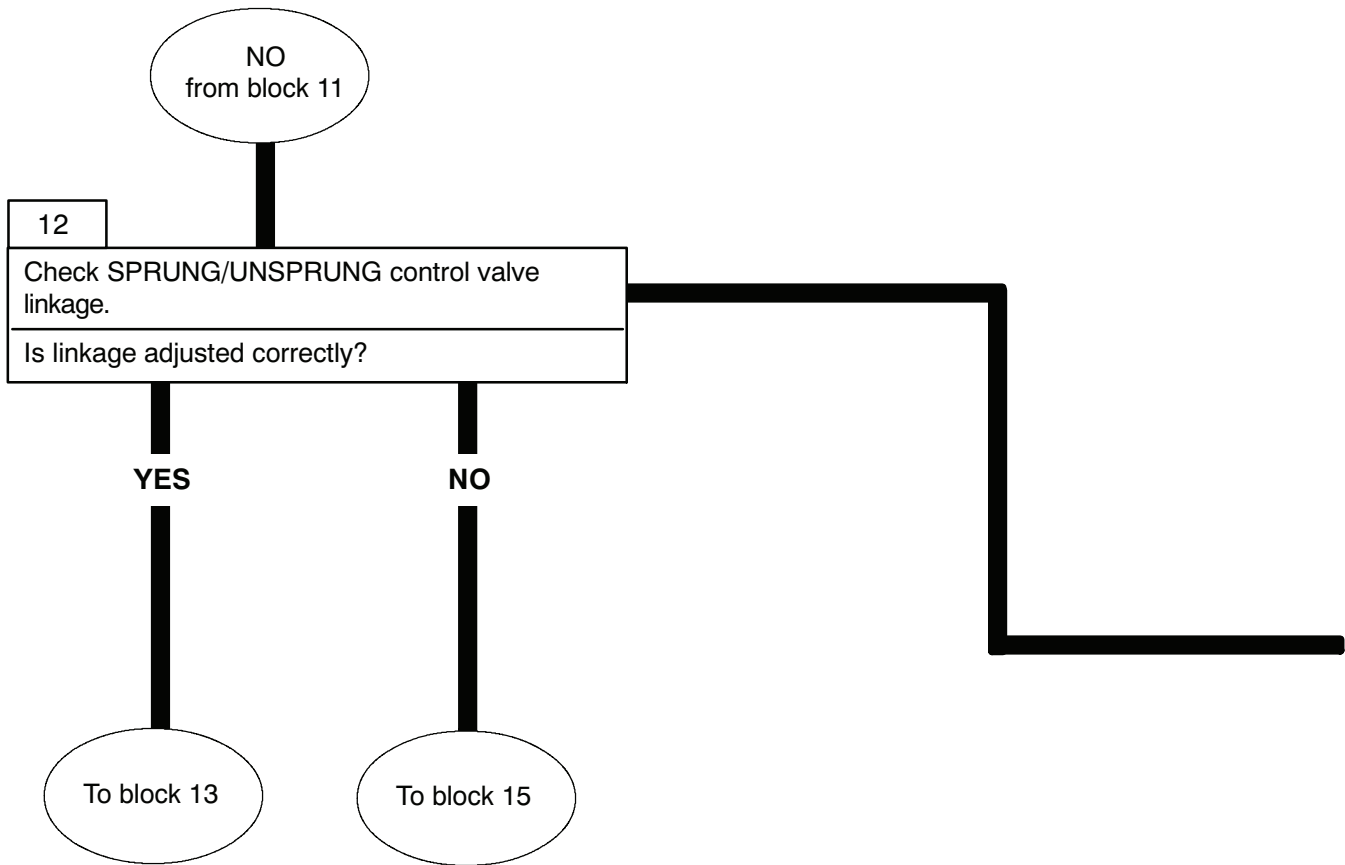 NO
from block 11
12
Check SPRUNG/UNSPRUNG control valve
linkage.
Is linkage adjusted correctly?
YES
NO
To block 13
To block 15